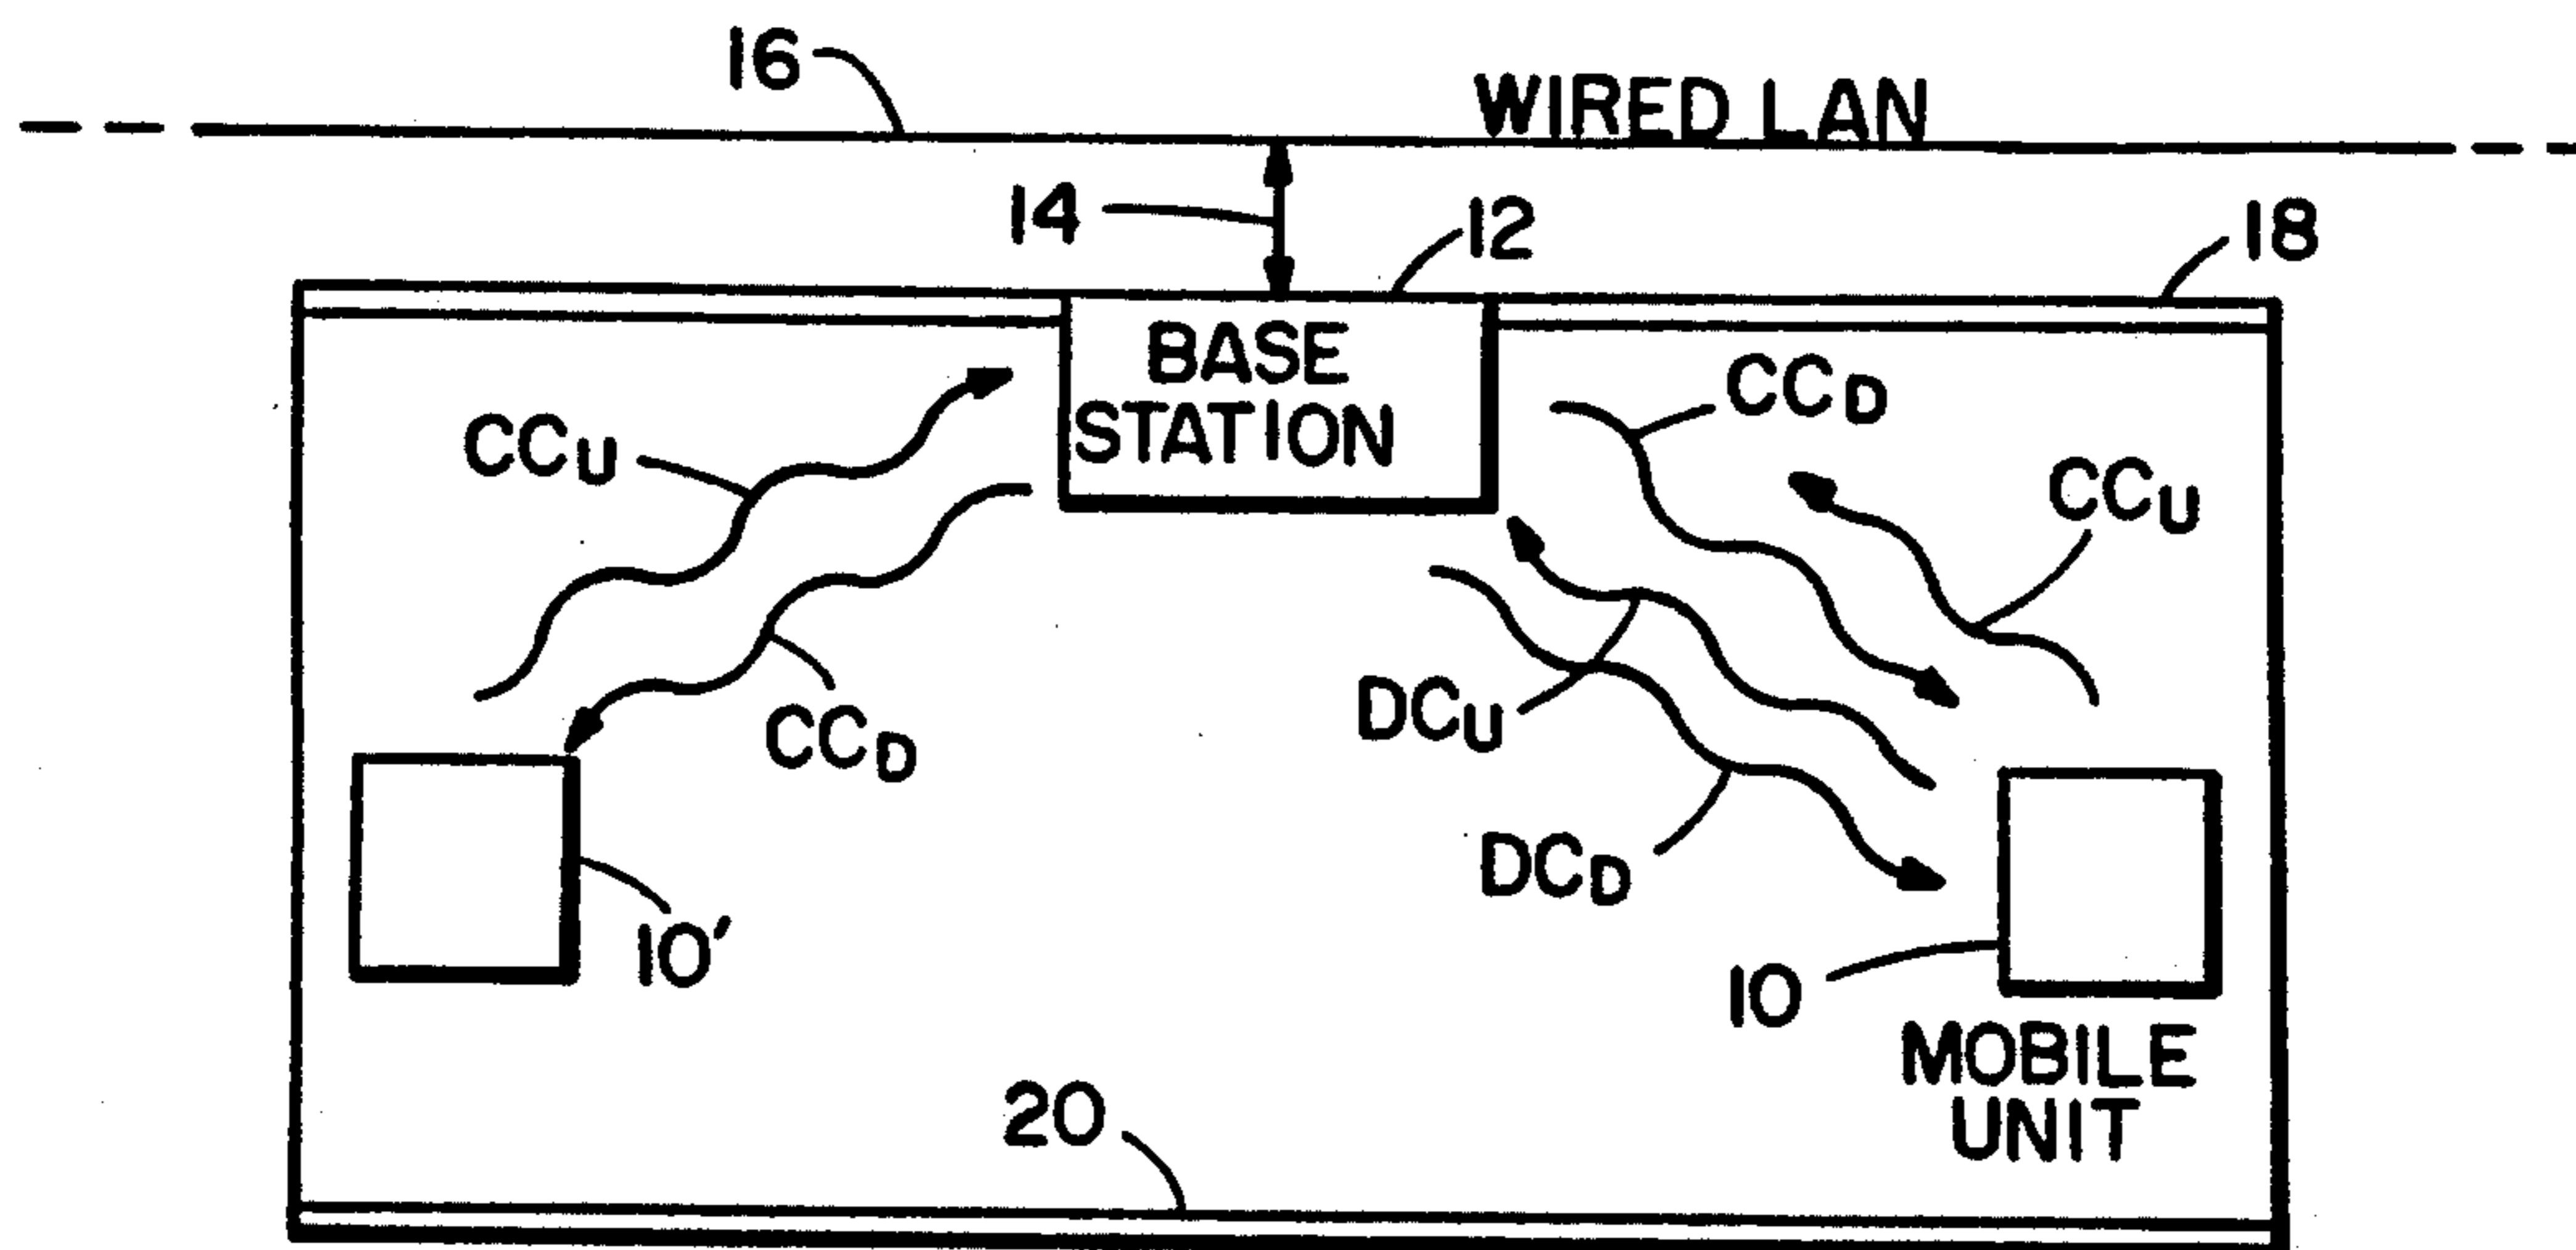 16
WIRED LAN
14
12
18
BASE
STATION
CCU
CCD
CCU
CCD
DCU
DCD
10'
10
MOBILE
UNIT
20